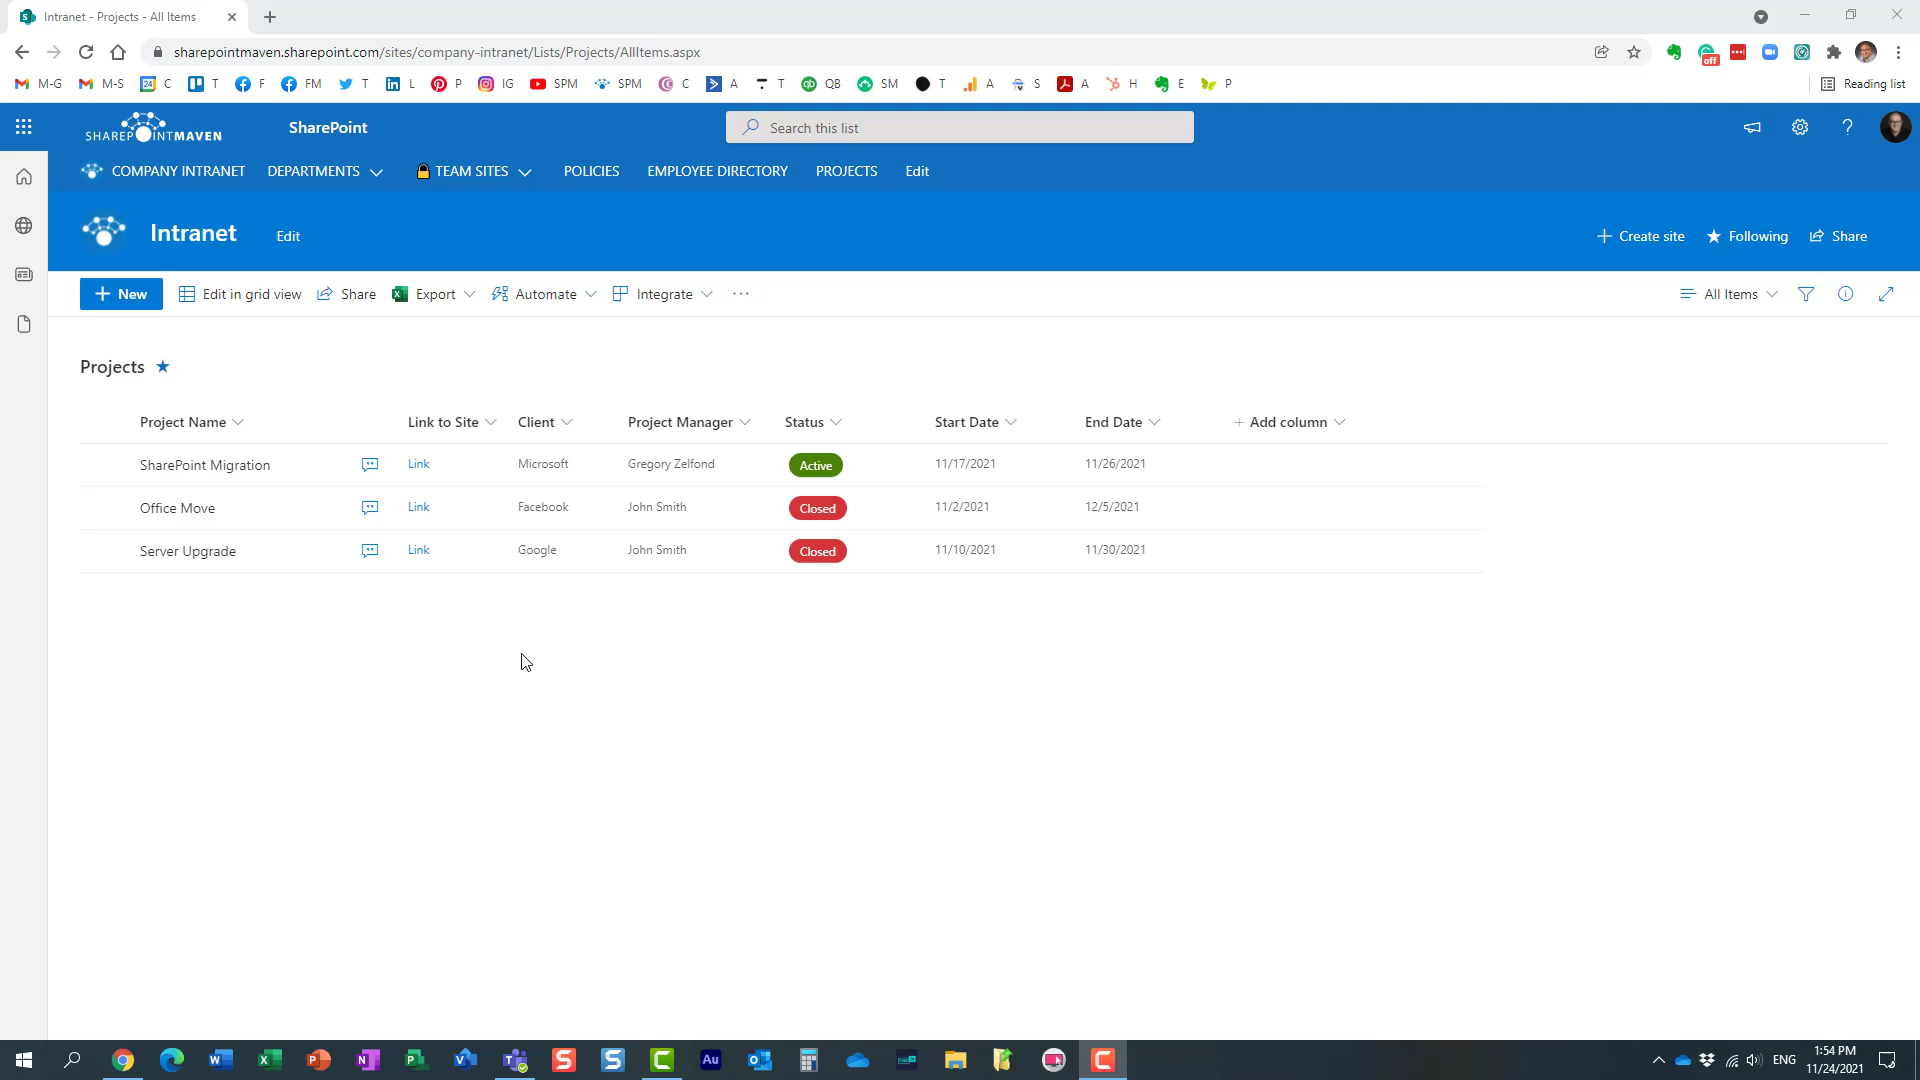 Intranet - Projects - All Items
sharepointmaven.sharepoint.com/sites/company-intranet/Lists/Projects/AllItems.aspx
off
M-G M-S 24 C T F FM T L P IG SPM SPM C A T QB SM T A S A H E P Reading list
SHAREPOINTMAVEN SharePoint Search this list
COMPANY INTRANET DEPARTMENTS TEAM SITES POLICIES EMPLOYEE DIRECTORY PROJECTS Edit
Intranet Edit + Create site Following Share
+ New Edit in grid view Share Export Automate Integrate ··· All Items
Projects
Project Name Link to Site Client Project Manager Status Start Date End Date + Add column
SharePoint Migration Link Microsoft Gregory Zelfond Active 11/17/2021 11/26/2021
Office Move Link Facebook John Smith Closed 11/2/2021 12/5/2021
Server Upgrade Link Google John Smith Closed 11/10/2021 11/30/2021
Au
ENG
1:54 PM
11/24/2021